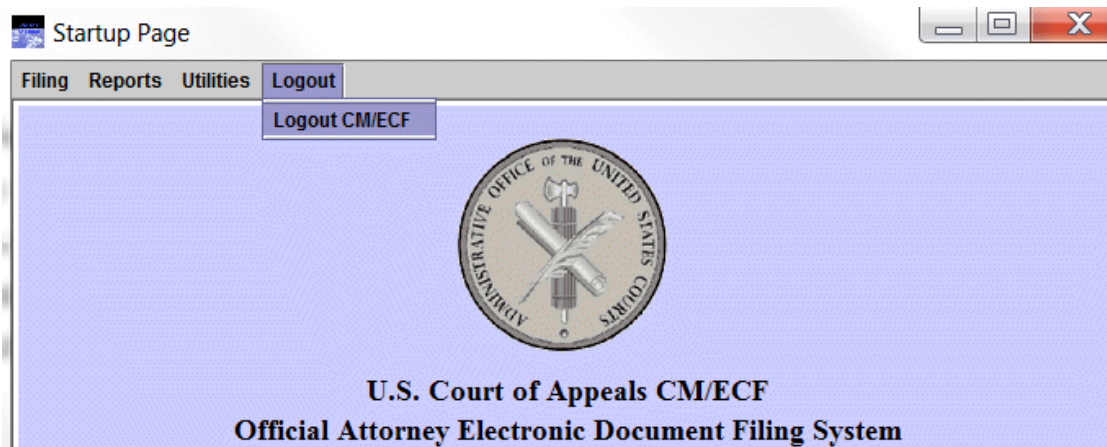 Startup Page
Filing Reports Utilities Logout
Logout CM/ECF
ADMINISTRATIVE OFFICE OF THE UNITED STATES COURTS
U.S. Court of Appeals CM/ECF
Official Attorney Electronic Document Filing System